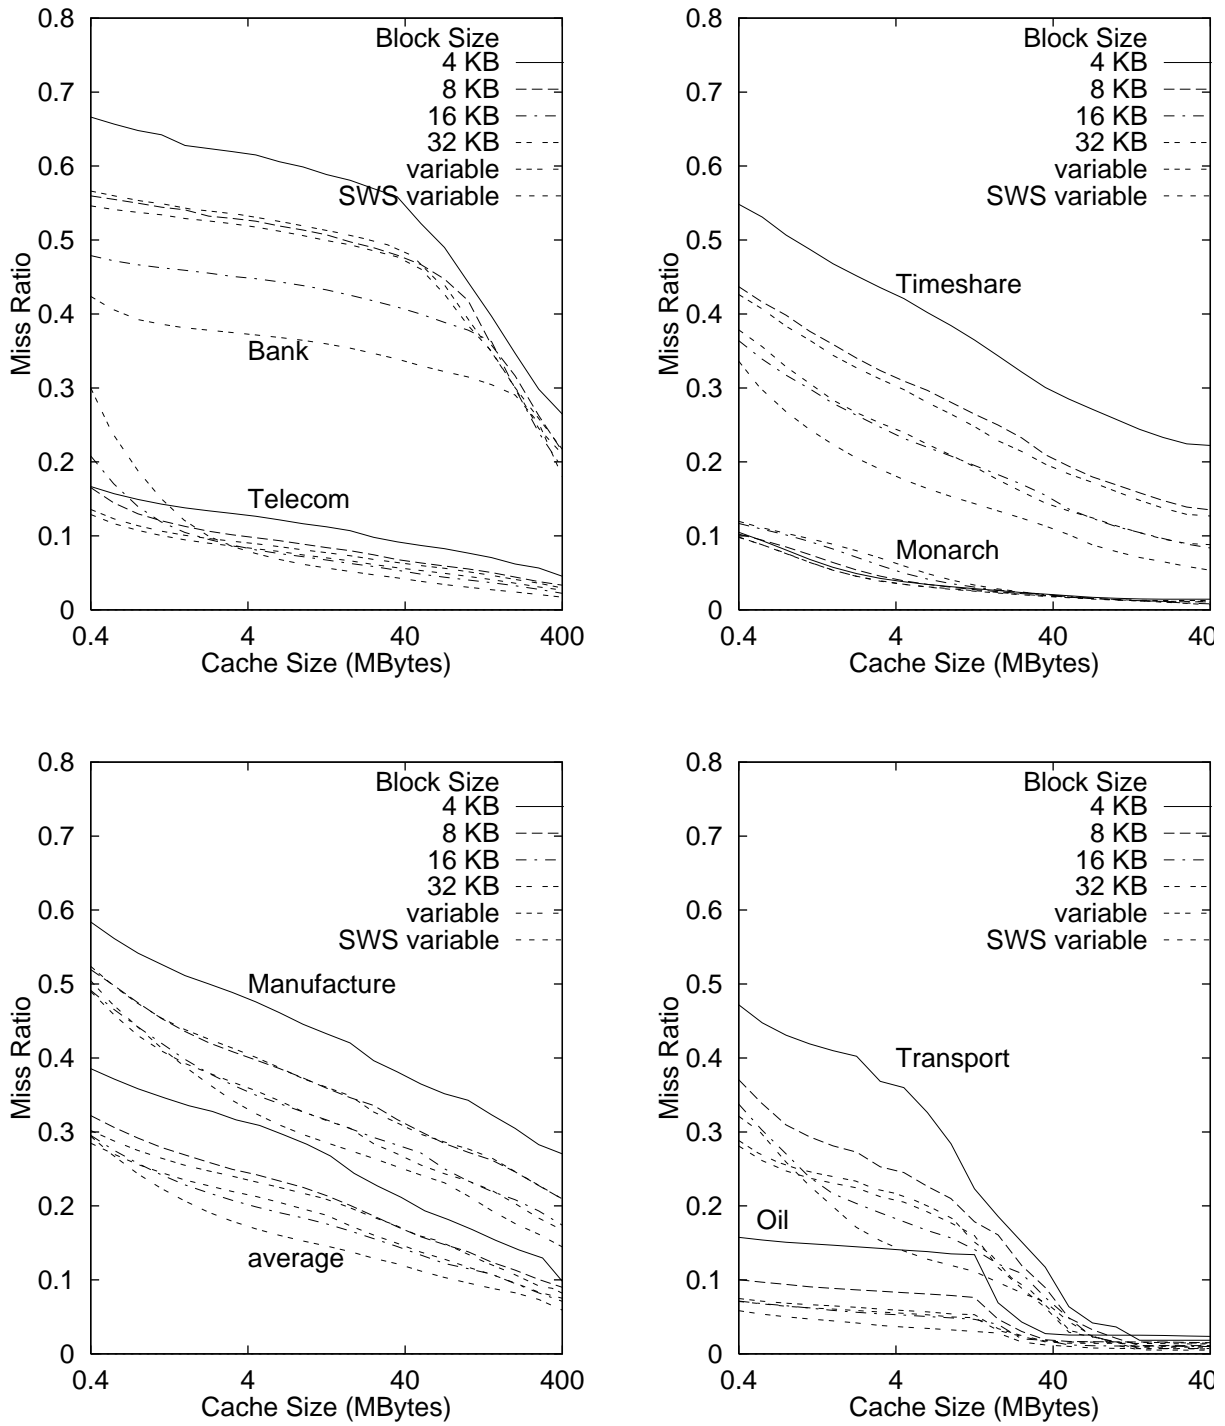 0.8
Block Size
4 KB
0.7
8 KB
16 KB
0.6
32 KB
variable
SWS variable
0.5
0.4
Bank
0.3
0.2
Telecom
0.1
0
0.4
4
40
400
Miss Ratio
Cache Size (MBytes)
0.8
Block Size
4 KB
0.7
8 KB
16 KB
0.6
32 KB
variable
SWS variable
0.5
Timeshare
0.4
0.3
0.2
0.1
Monarch
0
0.4
4
40
40
Miss Ratio
Cache Size (MBytes)
0.8
Block Size
4 KB
0.7
8 KB
16 KB
0.6
32 KB
variable
SWS variable
0.5
Manufacture
0.4
0.3
0.2
average
0.1
0
0.4
4
40
400
Miss Ratio
Cache Size (MBytes)
0.8
Block Size
4 KB
0.7
8 KB
16 KB
0.6
32 KB
variable
SWS variable
0.5
0.4
Transport
0.3
0.2
Oil
0.1
0
0.4
4
40
40
Miss Ratio
Cache Size (MBytes)